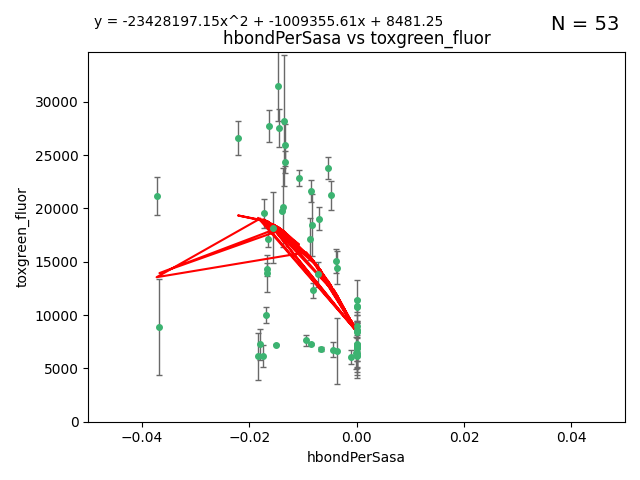 y = -23428197.15x^2 + -1009355.61x + 8481.25
N = 53
hbondPerSasa vs toxgreen_fluor
toxgreen_fluor
30000
25000
20000
15000
10000
5000
0
−0.04
−0.02
0.00
0.02
0.04
hbondPerSasa